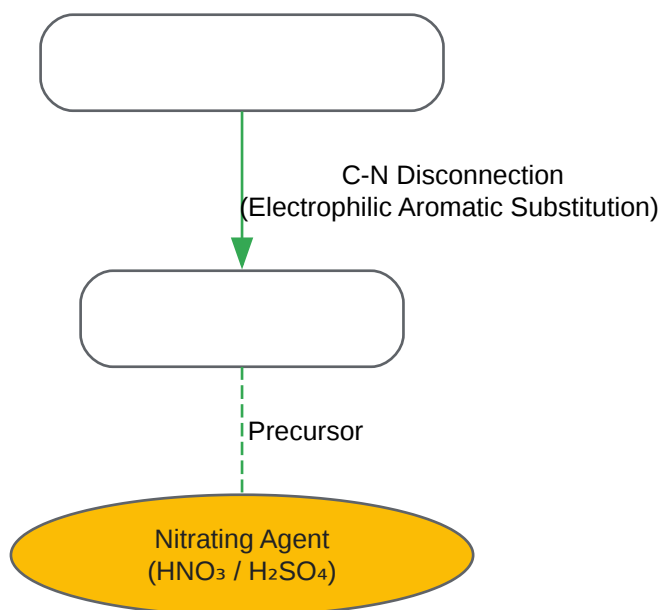 C-N Disconnection
(Electrophilic Aromatic Substitution)
Precursor
Nitrating Agent
(HNO₃ / H₂SO₄)